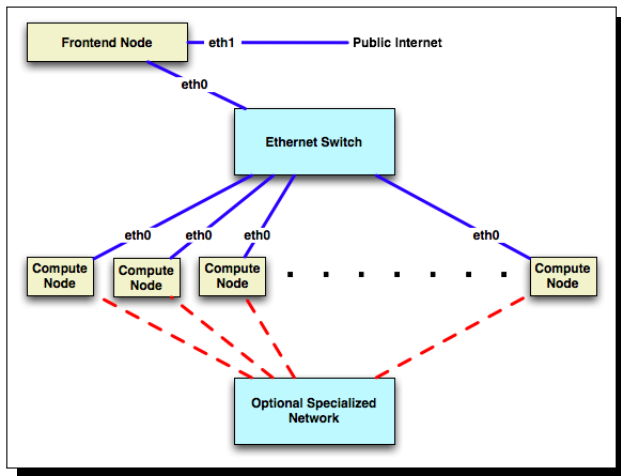 Frontend Node
eth1
Public Internet
eth0
Ethernet Switch
eth0
eth0
eth0
eth0
Compute
Node
Compute
Node
Compute
Node
Compute
Node
Optional Specialized
Network